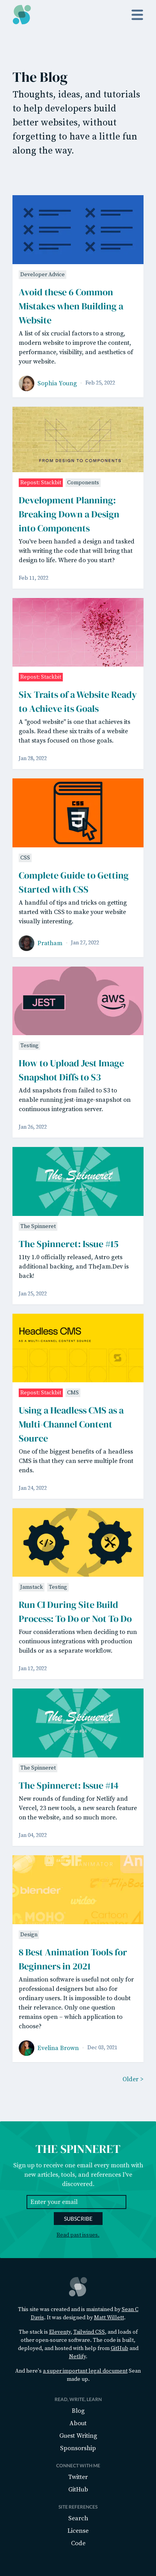 The Blog
Thoughts, ideas, and tutorials
to help developers build
better websites, without
forgetting to have a little fun
along the way.
Developer Advice
Avoid these 6 Common
Mistakes when Building a
Website
A list of six crucial factors to a strong,
modern website to improve the content,
performance, visibility, and aesthetics of
your website.
Sophia Young · Feb 25, 2022
FROM DESIGN TO COMPONENTS
Report: Stackbit Components
Development Planning:
Breaking Down a Design
into Components
You've been handed a design and tasked
with writing the code that will bring that
design to life. Where do you start?
Feb 11, 2022
Report: Stackbit
Six Traits of a Website Ready
to Achieve its Goals
A "good website" is one that achieves its
goals. Read these six traits of a website
that stays focused on those goals.
Jan 28, 2022
CSS
3
CSS
Complete Guide to Getting
Started with CSS
A handful of tips and tricks on getting
started with CSS to make your website
visually interesting.
Pratham · Jan 27, 2022
JEST
aws
Testing
How to Upload Jest Image
Snapshot Diffs to S3
Add snapshots from failed to S3 to
enable running jest-image-snapshot on
continuous integration server.
Jan 26, 2022
The Spinneret
The Spinneret
The Spinneret: Issue #15
11ty 1.0 officially released, Astro gets
additional backing, and TheJam.Dev is
back!
Jan 25, 2022
Headless CMS
AS A MULTI-CHANNEL CONTENT SOURCE
Report: Stackbit CMS
Using a Headless CMS as a
Multi-Channel Content
Source
One of the biggest benefits of a headless
CMS is that they can serve multiple front
ends.
Jan 24, 2022
Jamstack Testing
Run CI During Site Build
Process: To Do or Not To Do
Four considerations when deciding to run
continuous integrations with production
builds or as a separate workflow.
Jan 12, 2022
The Spinneret
The Spinneret
The Spinneret: Issue #14
New rounds of funding for Netlify and
Vercel, 23 new tools, a new search feature
on the website, and so much more.
Jan 04, 2022
blender
GIF
An
MOHO
Design
8 Best Animation Tools for
Beginners in 2021
Animation software is useful not only for
professional designers but also for
ordinary users. It is impossible to doubt
their relevance. Only one question
remains open – which application to
choose?
Evelina Brown · Dec 03, 2021
Older >
THE SPINNERET
Sign up to receive one email every month with
new articles, tools, and references I've
discovered.
Enter your email
SUBSCRIBE
Read past issues.
This site was created and is maintained by Sean C
Davis. It was designed by Matt Willett.
The stack is Eleventy, Tailwind CSS, and loads of
other open-source software. The code is built,
deployed, and hosted with help from GitHub and
Netlify.
And here's a super important legal document Sean
made up.
READ, WRITE, LEARN
Blog
About
Guest Writing
Sponsorship
CONNECT WITH ME
Twitter
GitHub
SITE REFERENCES
Search
License
Code